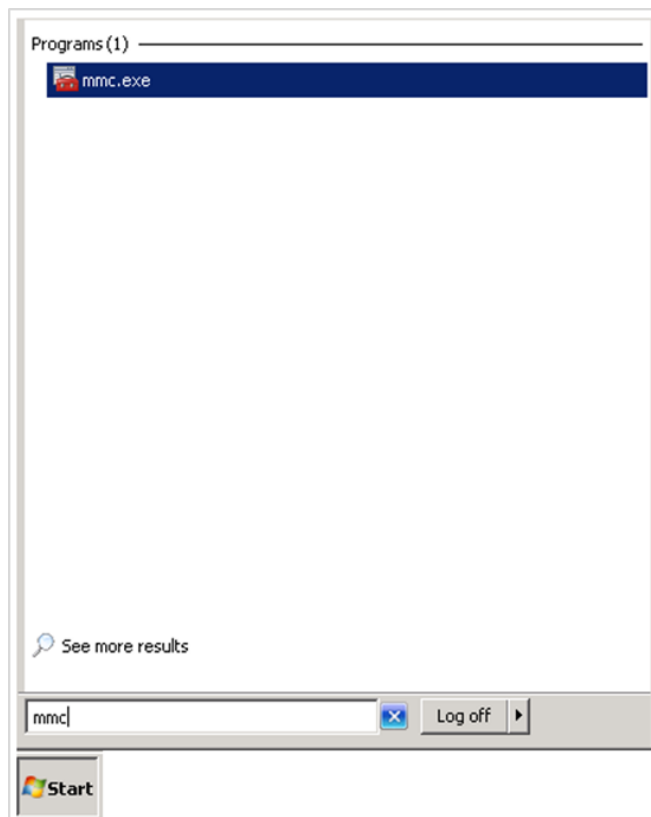 Programs (1)
mmc.exe
See more results
mmc
Log off
Start